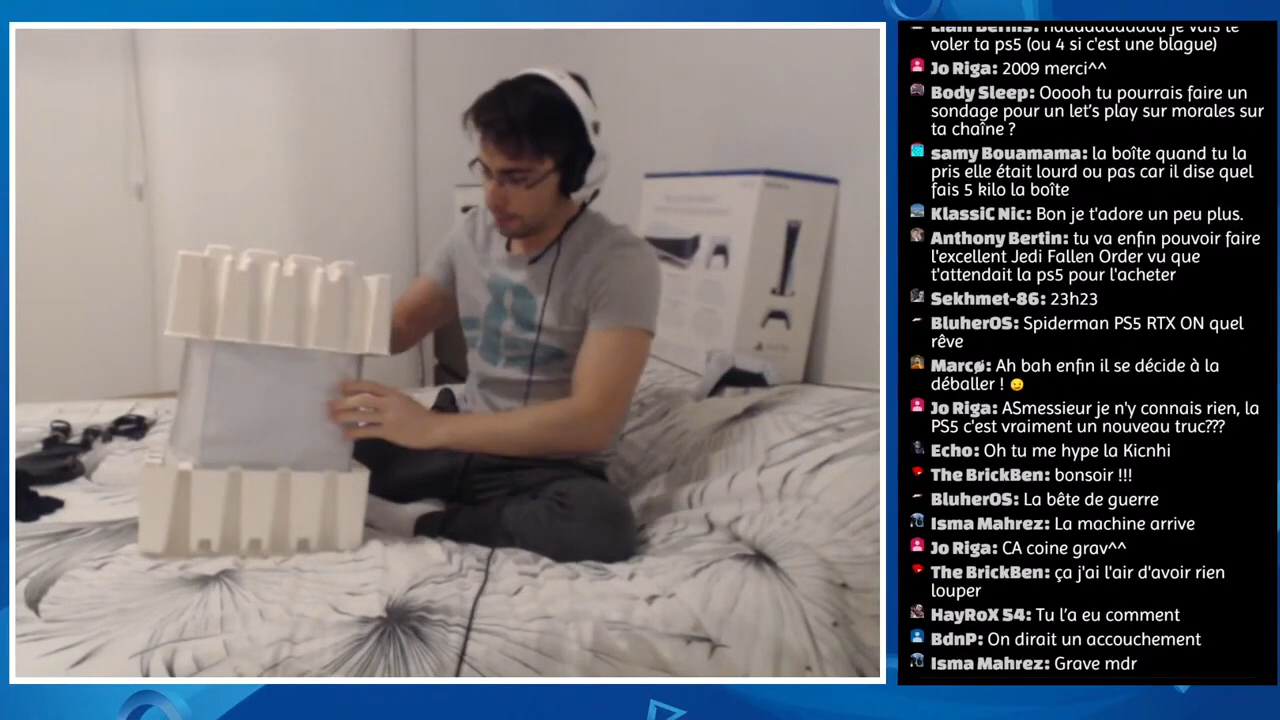 voler ta ps5 (ou 4 si c'est une blague)
Jo Riga: 2009 merci^^
Body Sleep: Ooooh tu pourrais faire un
sondage pour un let's play sur morales sur
ta chaîne ?
samy Bouamama: la boîte quand tu la
pris elle était lourd ou pas car il dise quel
fais 5 kilo la boîte
KlassiC Nic: Bon je t'adore un peu plus.
Anthony Bertin: tu va enfin pouvoir faire
l'excellent Jedi Fallen Order vu que
t'attendait la ps5 pour l'acheter
Sekhmet-86: 23h23
BluherOS: Spiderman PS5 RTX ON quel
rêve
Marcø: Ah bah enfin il se décide à la
déballer ! 😏
Jo Riga: ASmessieur je n'y connais rien, la
PS5 c'est vraiment un nouveau truc???
Echo: Oh tu me hype la Kicnhi
The BrickBen: bonsoir !!!
BluherOS: La bête de guerre
Isma Mahrez: La machine arrive
Jo Riga: CA coine grav^^
The BrickBen: ça j'ai l'air d'avoir rien
louper
HayRoX S4: Tu l'a eu comment
BdnP: On dirait un accouchement
Isma Mahrez: Grave mdr